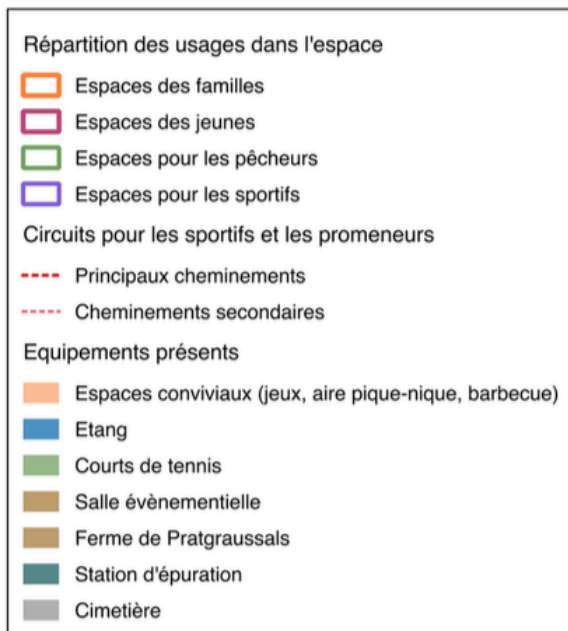 Répartition des usages dans l'espace
Espaces des familles
Espaces des jeunes
Espaces pour les pêcheurs
Espaces pour les sportifs
Circuits pour les sportifs et les promeneurs
Principaux cheminements
Cheminements secondaires
Equipements présents
Espaces conviviaux (jeux, aire pique-nique, barbecue)
Etang
Courts de tennis
Salle évènementielle
Ferme de Pratgraussals
Station d'épuration
Cimetière